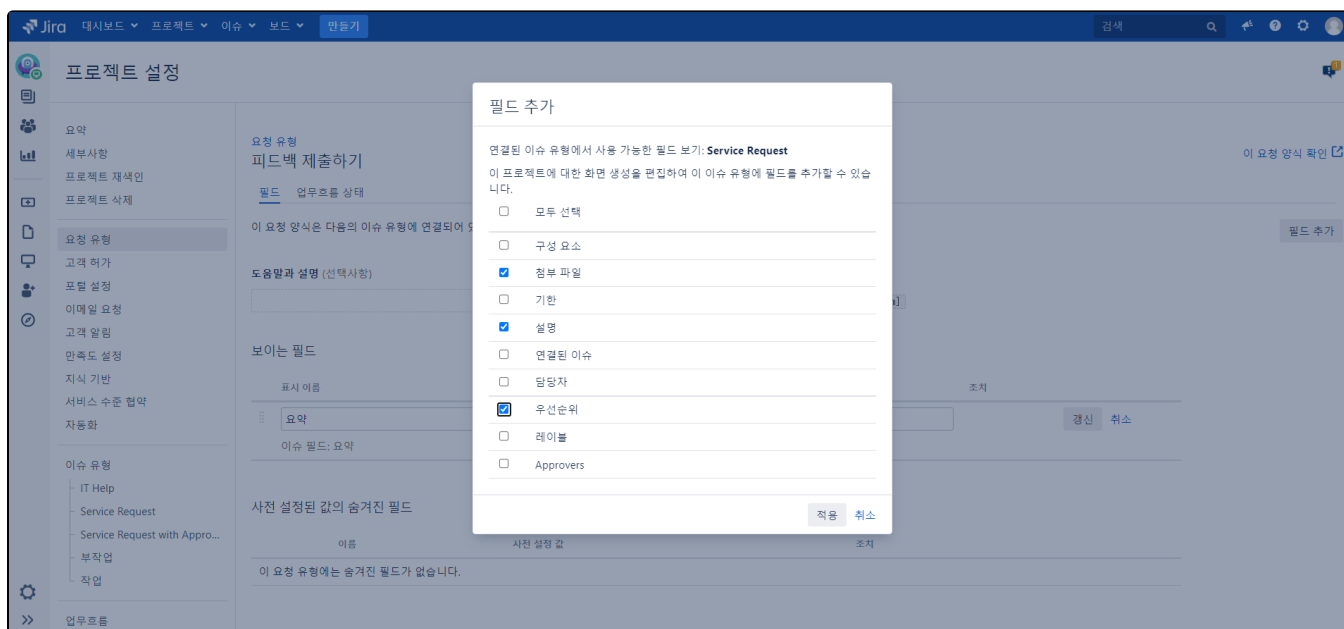 Jira 대시보드 프로젝트 이슈 보드 만들기 검색
프로젝트 설정
요약
세부사항
프로젝트 재색인
프로젝트 삭제
요청 유형
고객 허가
포털 설정
이메일 요청
고객 알림
만족도 설정
지식 기반
서비스 수준 협약
자동화
이슈 유형
IT Help
Service Request
Service Request with Appro...
부작업
작업
업무흐름
요청 유형
피드백 제출하기
이 요청 양식 확인
필드 업무흐름 상태
이 요청 양식은 다음의 이슈 유형에 연결되어
필드 추가
도움말과 설명 (선택사항)
보이는 필드
표시 이름 조치
요약 갱신 취소
이슈 필드: 요약
사전 설정된 값의 숨겨진 필드
이름 사전 설정 값 조치
이 요청 유형에는 숨겨진 필드가 없습니다.
필드 추가
연결된 이슈 유형에서 사용 가능한 필드 보기: Service Request
이 프로젝트에 대한 화면 생성을 편집하여 이 이슈 유형에 필드를 추가할 수 있습
니다.
모두 선택
구성 요소
첨부 파일
기한
설명
연결된 이슈
담당자
우선순위
레이블
Approvers
적용 취소